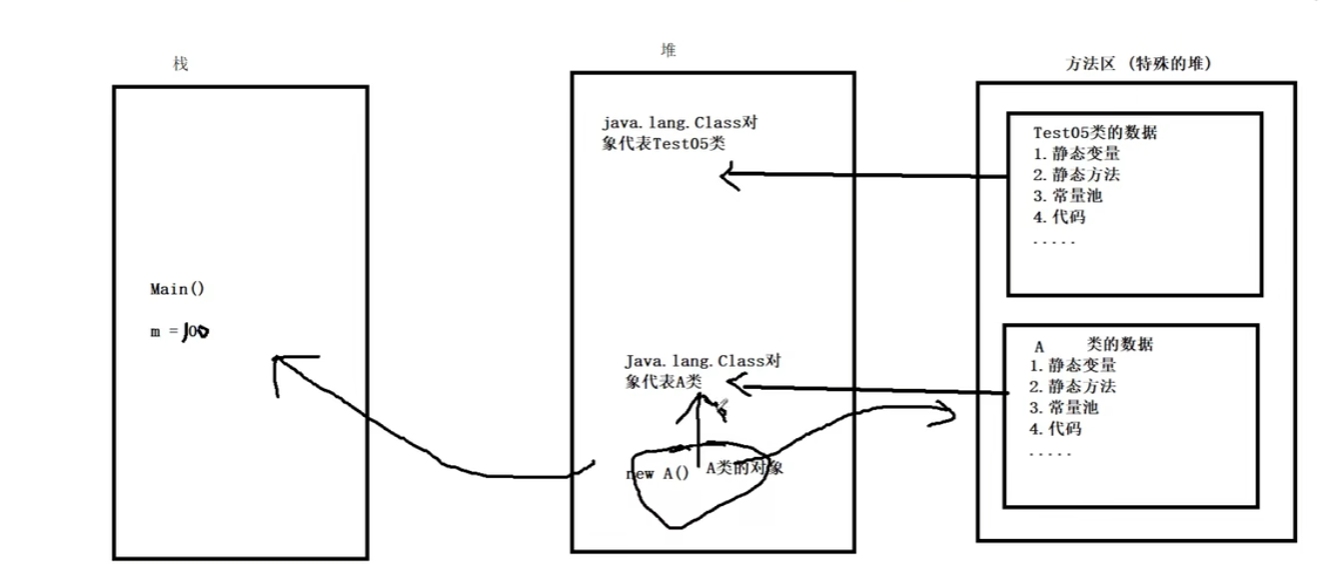 栈
堆
方法区 (特殊的堆)
java.lang.Class对
象代表Test05类
Test05类的数据
1.静态变量
2.静态方法
3.常量池
4.代码
.....
Main()
m =100
Java.lang.Class对
象代表A类
new A() A类的对象
A 类的数据
1.静态变量
2.静态方法
3.常量池
4.代码
.....